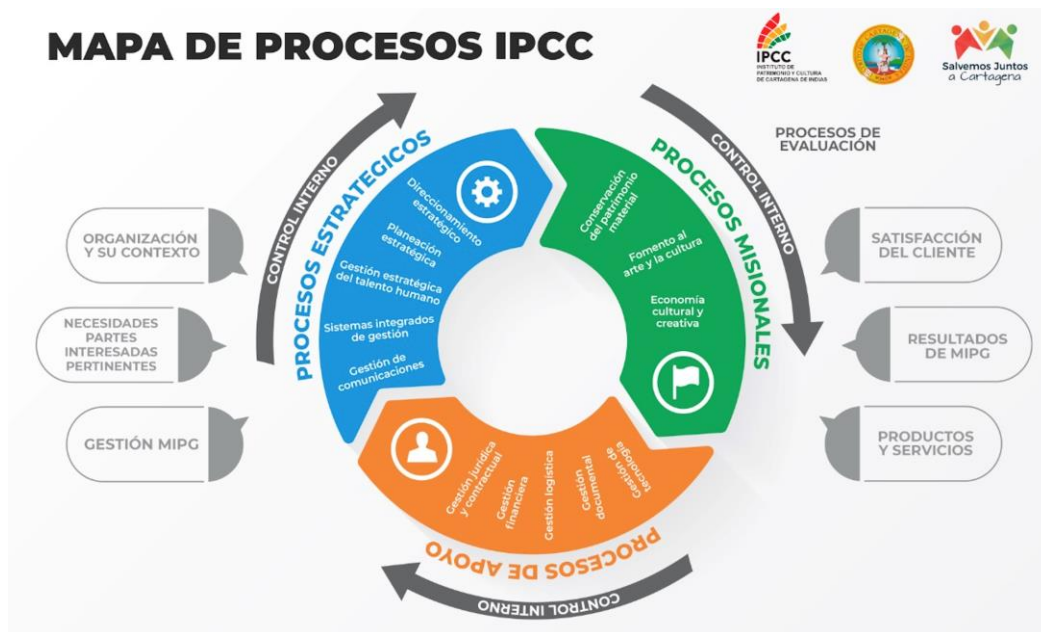 MAPA DE PROCESOS IPCC
IPCC
INSTITUTO DE
PATRIMONIO Y CULTURA
DE CARTAGENA DE INDIAS
Salvemos Juntos
a Cartagena
PROCESOS DE
EVALUACIÓN
CONTROL INTERNO
CONTROL INTERNO
CONTROL INTERNO
ORGANIZACIÓN
Y SU CONTEXTO
NECESIDADES
PARTES
INTERESADAS
PERTINENTES
GESTIÓN MIPG
PROCESOS ESTRATEGICOS
Direccionamiento
estratégico
Planeación
estratégica
Gestión estratégica
del talento humano
Sistemas integrados
de gestión
Gestión de
comunicaciones
PROCESOS MISIONALES
Conservación
del patrimonio
material
Fomento al
arte y la cultura
Economía
cultural y
creativa
PROCESOS DE APOYO
Gestión jurídica
y contractual
Gestión
financiera
Gestión logística
Gestión
documental
Gestión de
tecnología
SATISFACCIÓN
DEL CLIENTE
RESULTADOS
DE MIPG
PRODUCTOS
Y SERVICIOS